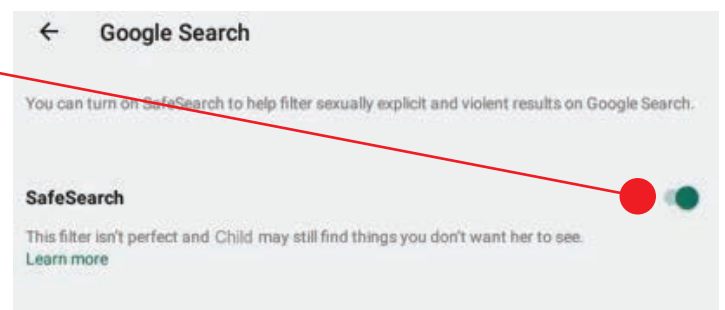 Google Search
You can turn on SafeSearch to help filter sexually explicit and violent results on Google Search.
SafeSearch
This filter isn't perfect and Child may still find things you don't want her to see.
Learn more